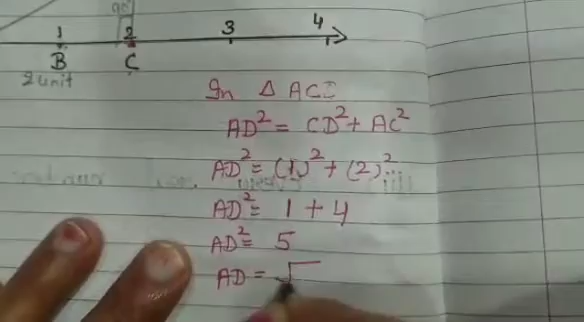 90°
1 2 3 4
B C
2 unit
In Δ ACD
AD² = CD² + AC²
AD² = (1)² + (2)²
AD² = 1 + 4
AD² = 5
AD = √